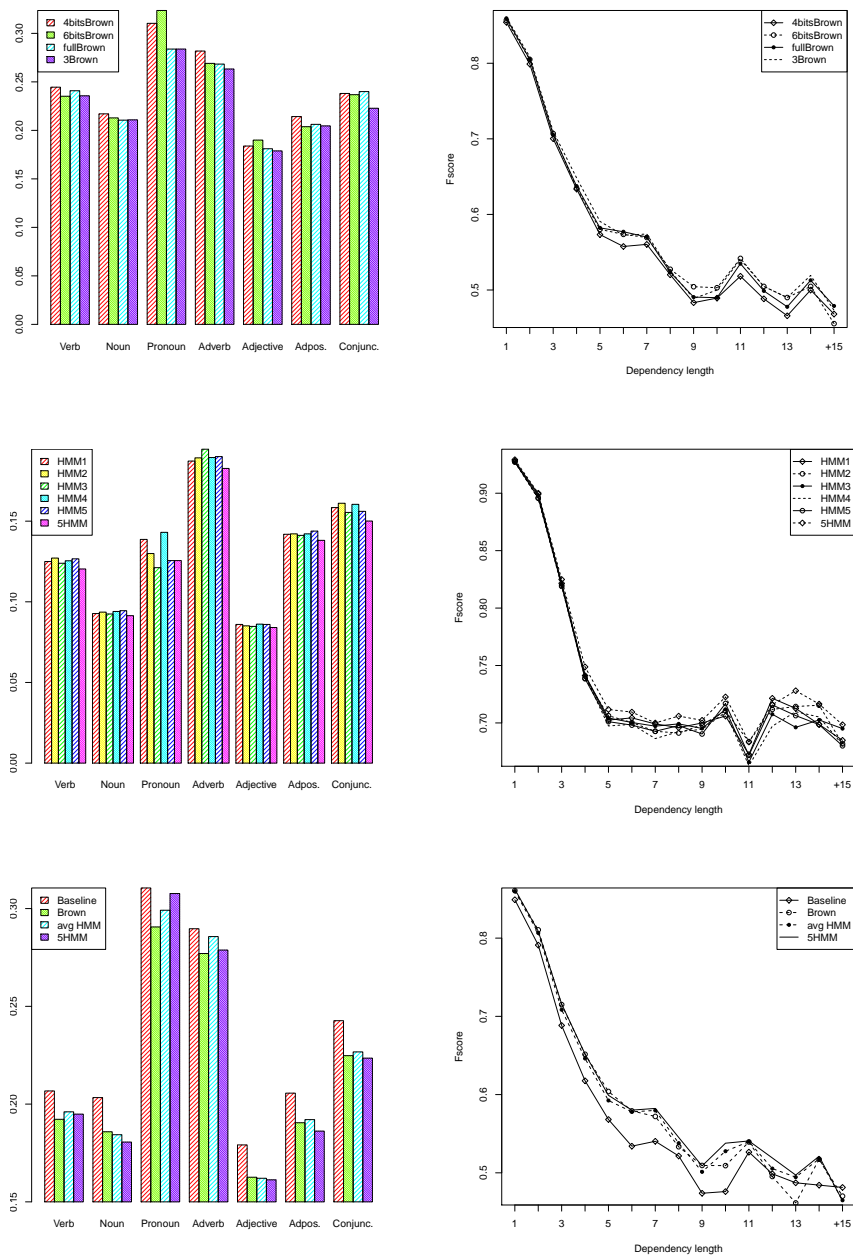 4bitsBrown
6bitsBrown
fullBrown
3Brown
0.00 0.05 0.10 0.15 0.20 0.25 0.30
Verb Noun Pronoun Adverb Adjective Adpos. Conjunc.
4bitsBrown
6bitsBrown
fullBrown
3Brown
Fscore
0.5 0.6 0.7 0.8
1 3 5 7 9 11 13 +15
Dependency length
HMM1
HMM2
HMM3
HMM4
HMM5
5HMM
0.00 0.05 0.10 0.15
Verb Noun Pronoun Adverb Adjective Adpos. Conjunc.
HMM1
HMM2
HMM3
HMM4
HMM5
5HMM
Fscore
0.70 0.75 0.80 0.85 0.90
1 3 5 7 9 11 13 +15
Dependency length
Baseline
Brown
avg HMM
5HMM
0.15 0.20 0.25 0.30
Verb Noun Pronoun Adverb Adjective Adpos. Conjunc.
Baseline
Brown
avg HMM
5HMM
Fscore
0.5 0.6 0.7 0.8
1 3 5 7 9 11 13 +15
Dependency length